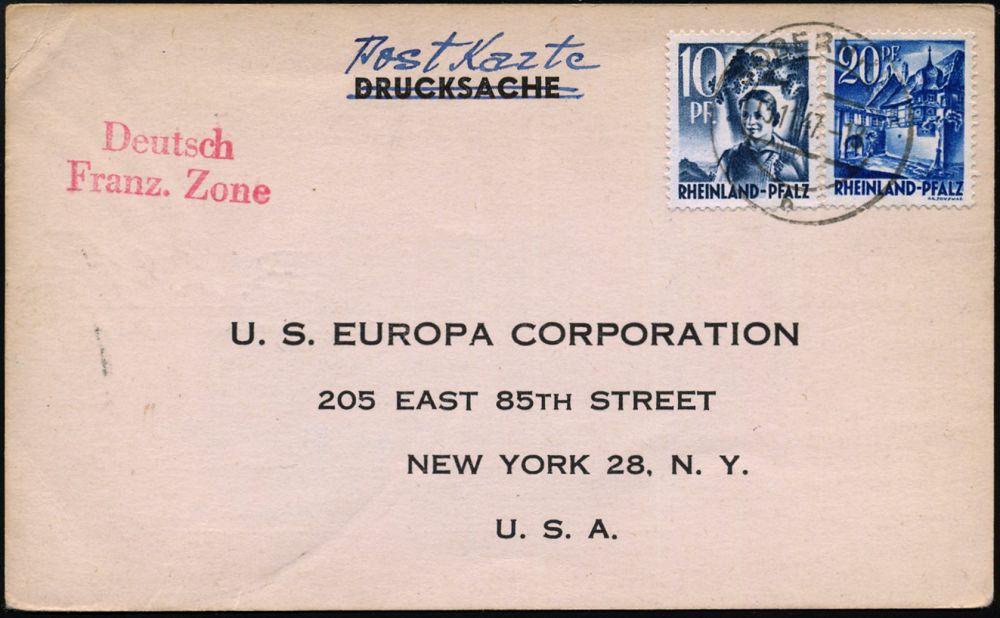 Post Karte
DRUCKSACHE
Deutsch
Franz. Zone
10
PF.
RHEINLAND-PFALZ
20 PF.
RHEINLAND-PFALZ
U. S. EUROPA CORPORATION
205 EAST 85TH STREET
NEW YORK 28, N. Y.
U. S. A.